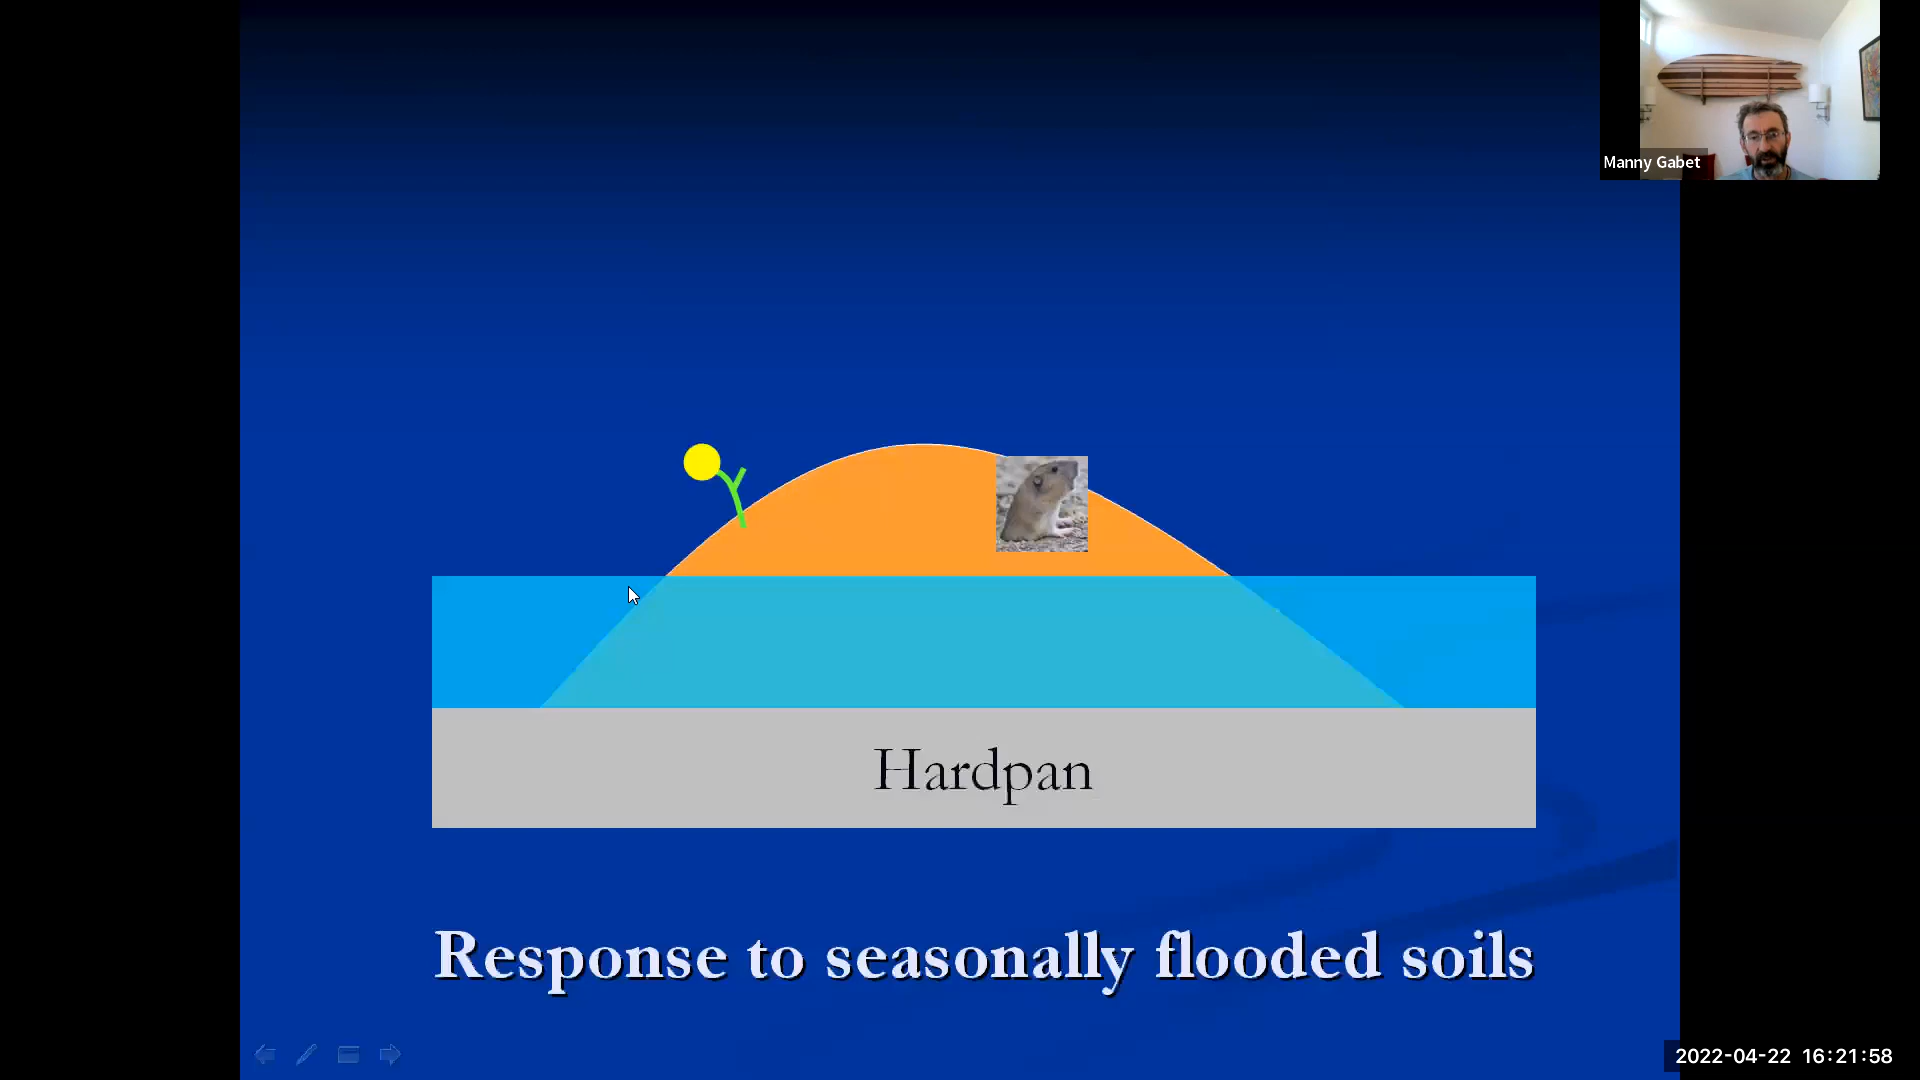 Manny Gabet
Hardpan
Response to seasonally flooded soils
2022-04-22 16:21:58